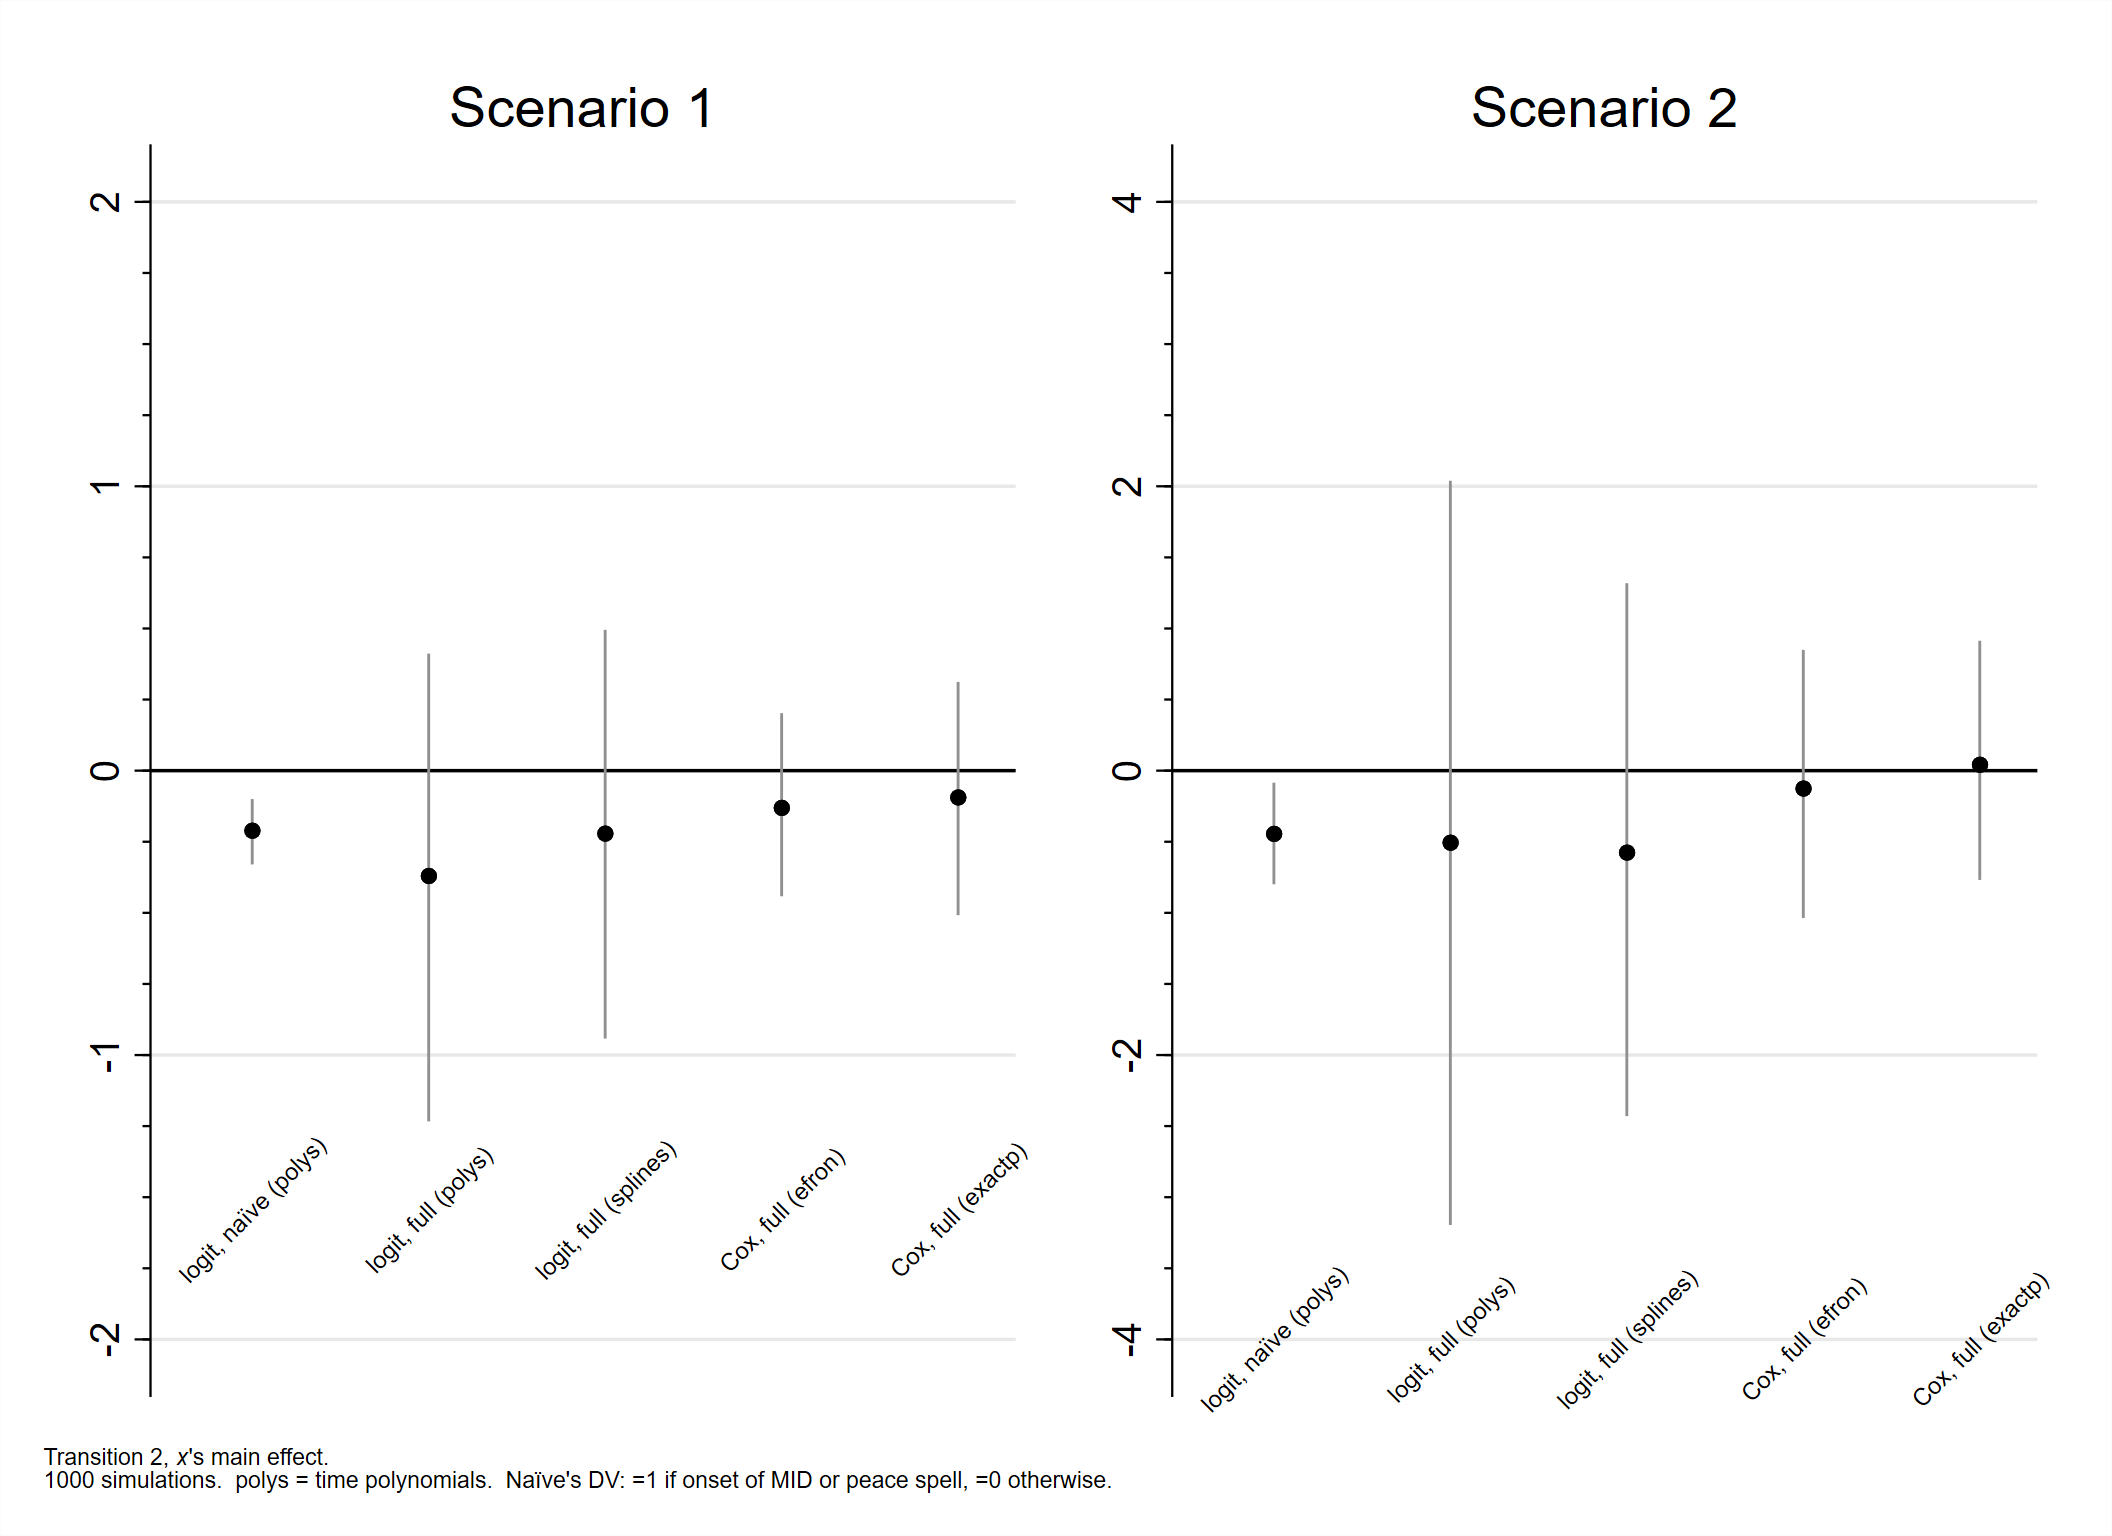 Scenario 1
2
1
0
-1
-2
logit, naïve (polys)
logit, full (polys)
logit, full (splines)
Cox, full (efron)
Cox, full (exactp)
Scenario 2
4
2
0
-2
-4
logit, naïve (polys)
logit, full (polys)
logit, full (splines)
Cox, full (efron)
Cox, full (exactp)
Transition 2, x's main effect.
1000 simulations.  polys = time polynomials.  Naïve's DV: =1 if onset of MID or peace spell, =0 otherwise.